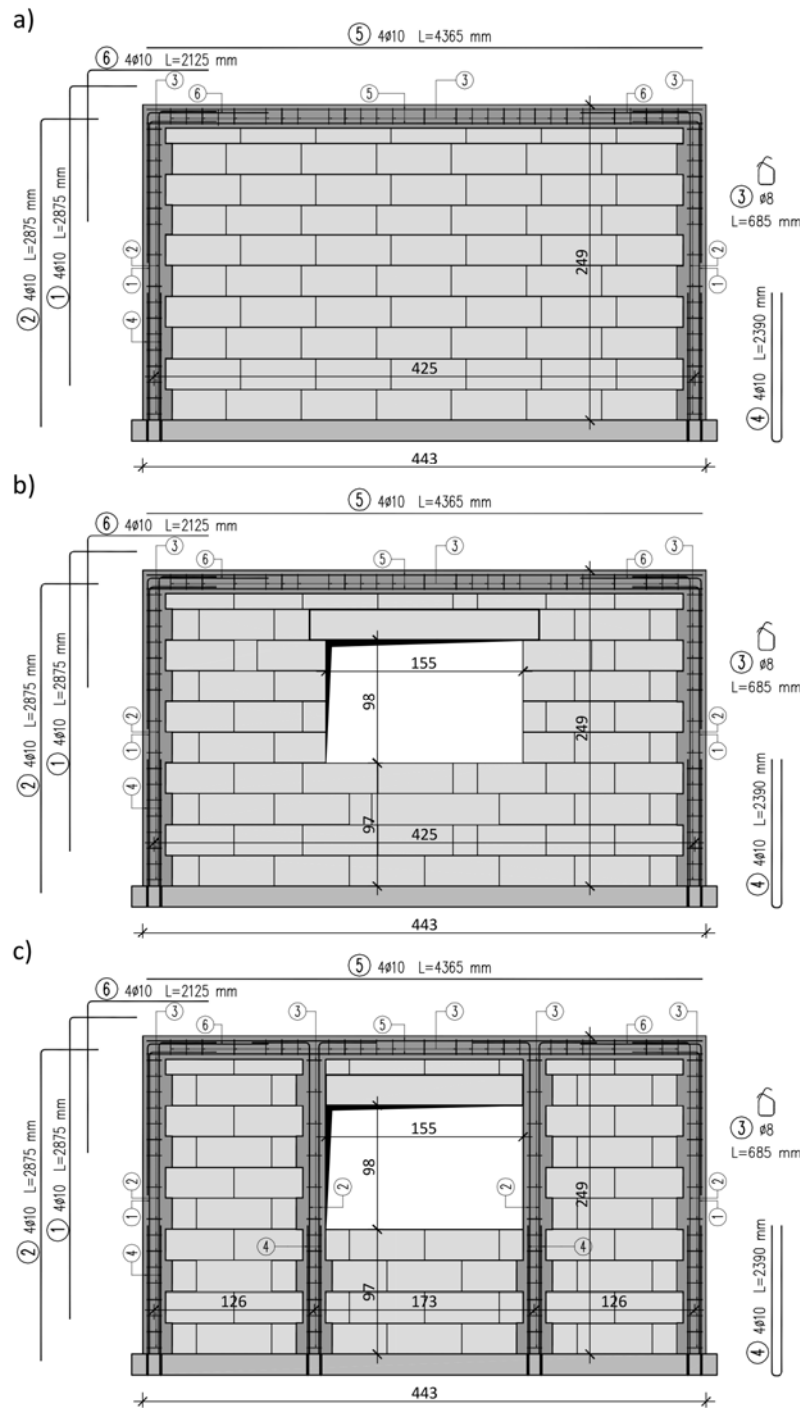 a)
⑤ 4ø10 L=4365 mm
⑥ 4ø10 L=2125 mm
③ ③ ③
⑥ ⑤ ⑥
② 4ø10 L=2875 mm
① 4ø10 L=2875 mm
② ①
④
249
425
443
② ①
③ ø8
L=685 mm
④ 4ø10 L=2390 mm
b)
⑤ 4ø10 L=4365 mm
⑥ 4ø10 L=2125 mm
③ ③ ③
⑥ ⑤ ⑥
② 4ø10 L=2875 mm
① 4ø10 L=2875 mm
② ①
④
155
98
249
97
425
443
② ①
③ ø8
L=685 mm
④ 4ø10 L=2390 mm
c)
⑤ 4ø10 L=4365 mm
⑥ 4ø10 L=2125 mm
③ ③ ③ ③ ③
⑥ ⑤ ⑥
② 4ø10 L=2875 mm
① 4ø10 L=2875 mm
② ①
④
155
98
② ②
249
④ ④
97
126 173 126
443
② ①
③ ø8
L=685 mm
④ 4ø10 L=2390 mm